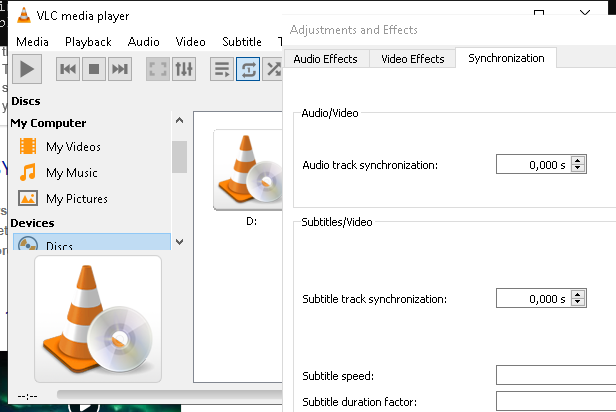 VLC media player
Media Playback Audio Video Subtitle
Discs
My Computer
My Videos
My Music
My Pictures
Devices
Discs
D:
--:--
Adjustments and Effects
Audio Effects Video Effects Synchronization
Audio/Video
Audio track synchronization: 0,000 s
Subtitles/Video
Subtitle track synchronization: 0,000 s
Subtitle speed:
Subtitle duration factor: